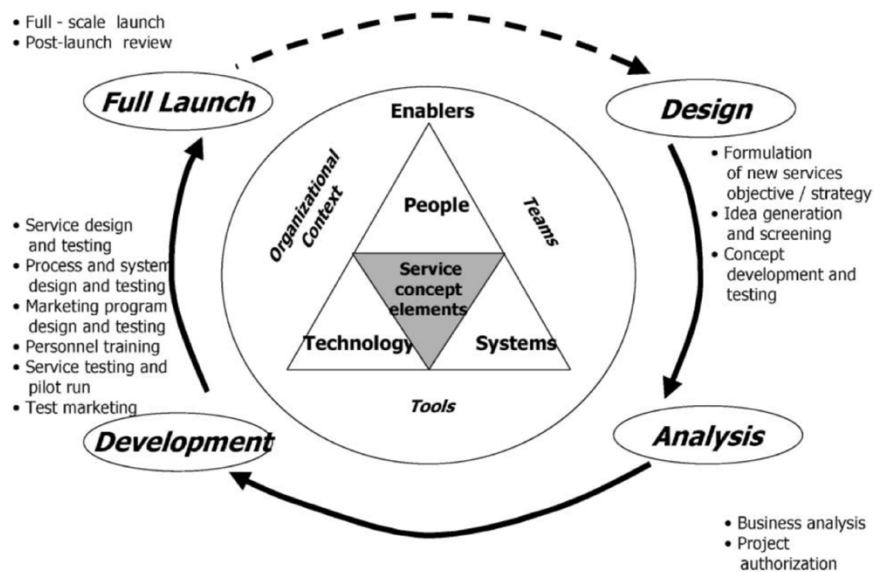 • Full - scale launch
• Post-launch review
Full Launch
Design
• Formulation
of new services
objective / strategy
• Idea generation
and screening
• Concept
development and
testing
Enablers
Organizational
Context
Teams
People
Service
concept
elements
Technology
Systems
Tools
• Service design
and testing
• Process and system
design and testing
• Marketing program
design and testing
• Personnel training
• Service testing and
pilot run
• Test marketing
Development
Analysis
• Business analysis
• Project
authorization